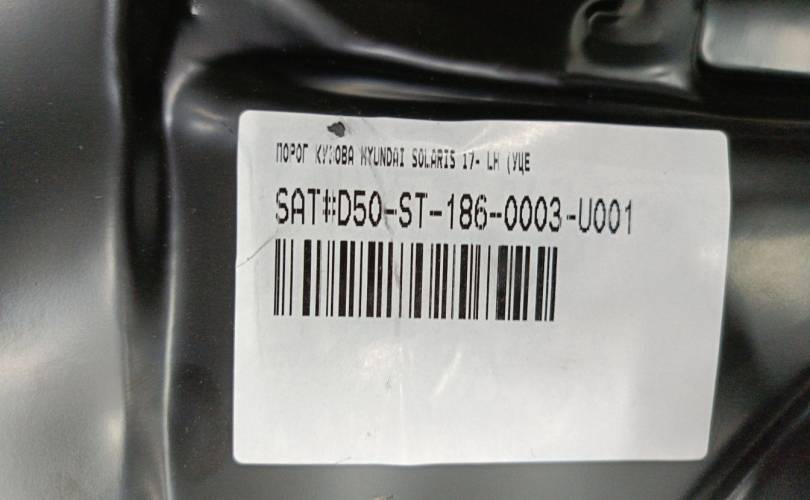 ПОРОГ КУЗОВА HYUNDAI SOLARIS 17- LH (УЦЕ
SAT#D50-ST-186-0003-U001